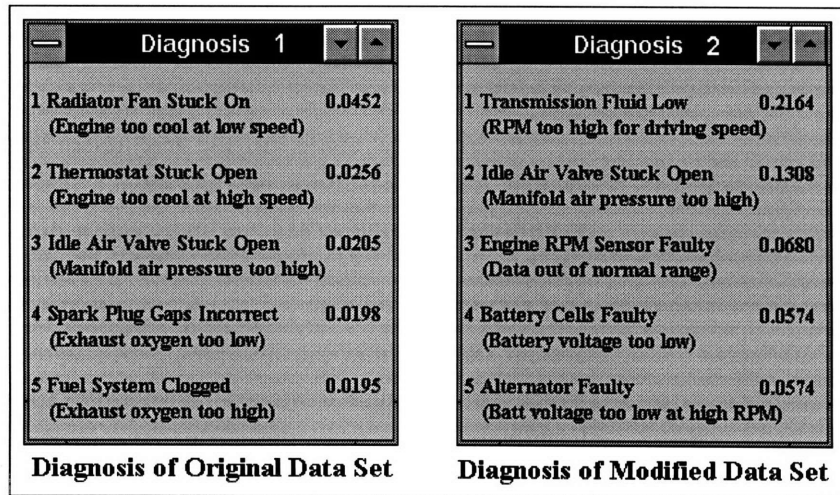 Diagnosis 1
1 Radiator Fan Stuck On 0.0452
(Engine too cool at low speed)
2 Thermostat Stuck Open 0.0256
(Engine too cool at high speed)
3 Idle Air Valve Stuck Open 0.0205
(Manifold air pressure too high)
4 Spark Plug Gaps Incorrect 0.0198
(Exhaust oxygen too low)
5 Fuel System Clogged 0.0195
(Exhaust oxygen too high)
Diagnosis of Original Data Set
Diagnosis 2
1 Transmission Fluid Low 0.2164
(RPM too high for driving speed)
2 Idle Air Valve Stuck Open 0.1308
(Manifold air pressure too high)
3 Engine RPM Sensor Faulty 0.0680
(Data out of normal range)
4 Battery Cells Faulty 0.0574
(Battery voltage too low)
5 Alternator Faulty 0.0574
(Batt voltage too low at high RPM)
Diagnosis of Modified Data Set